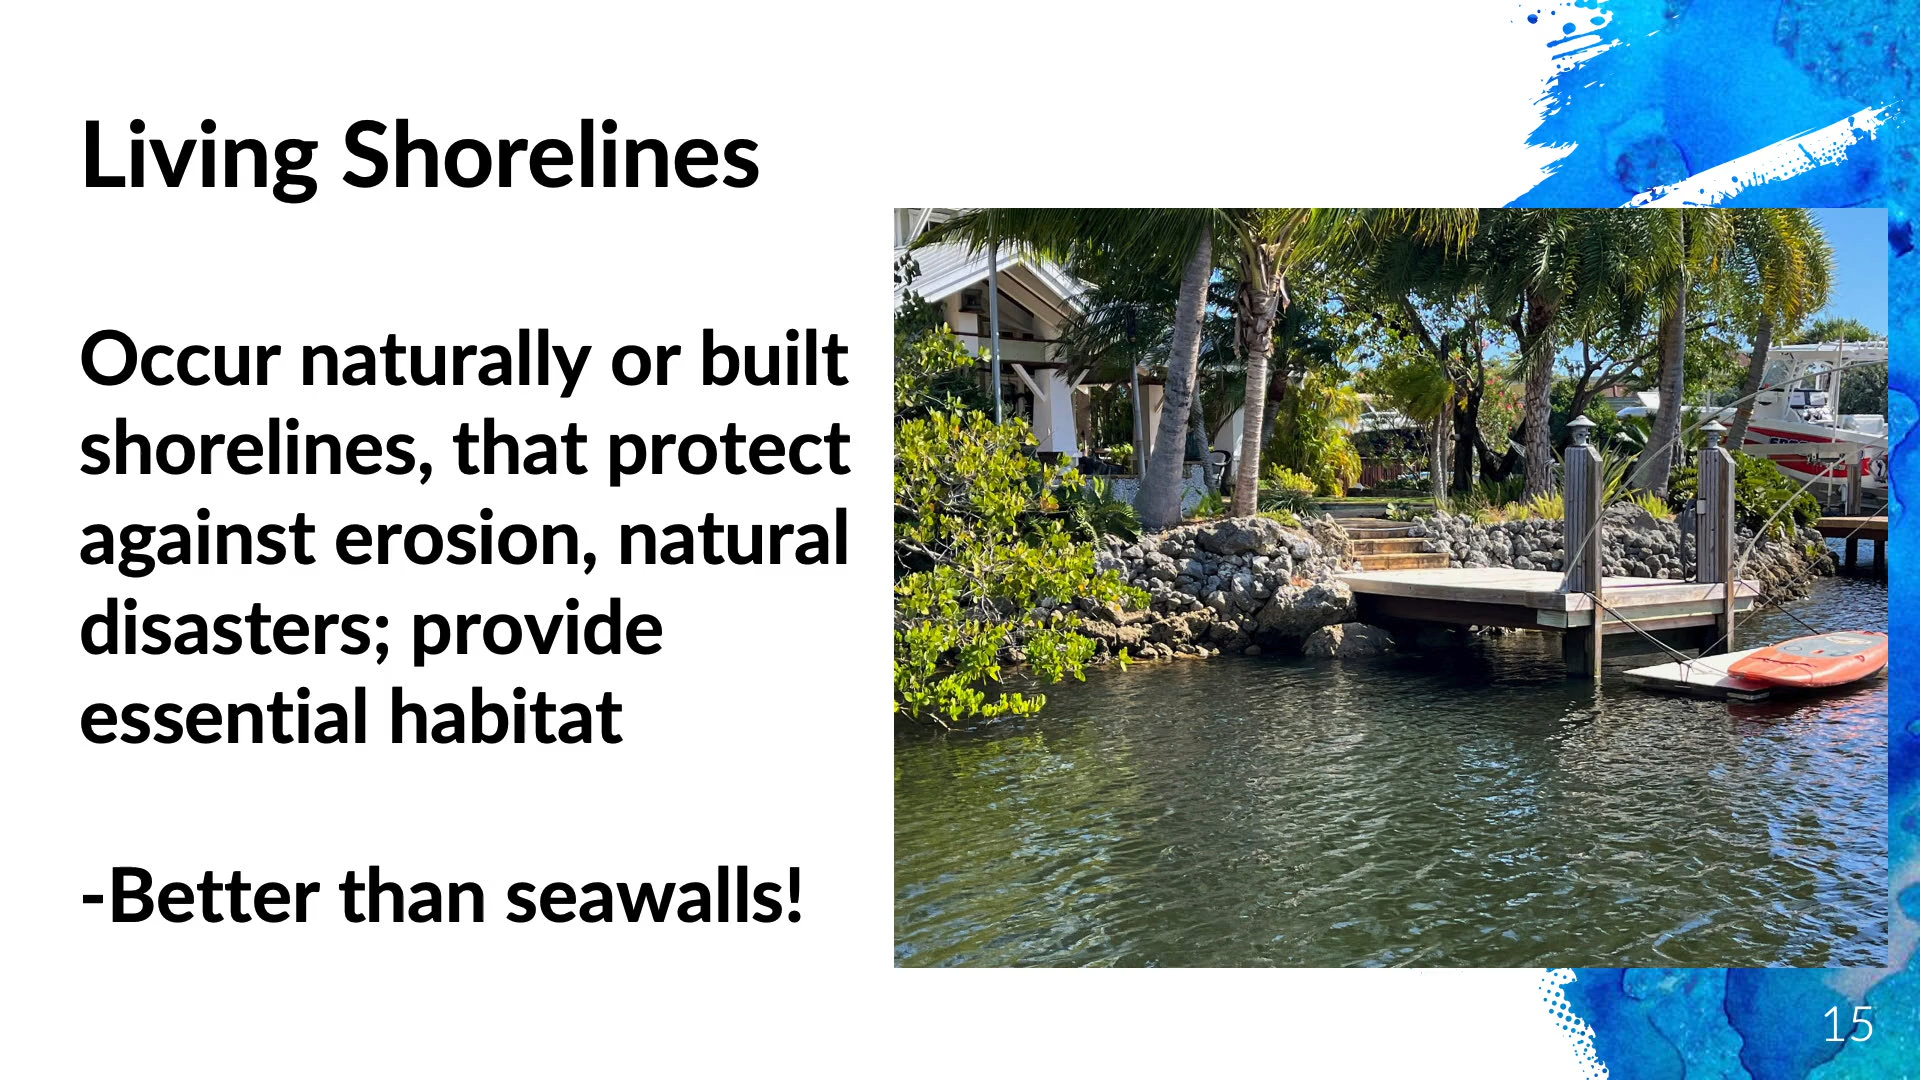 Living Shorelines
Occur naturally or built
shorelines, that protect
against erosion, natural
disasters; provide
essential habitat
-Better than seawalls!
15